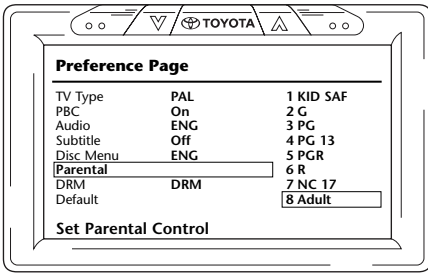 TOYOTA
Preference Page
TV Type PAL 1 KID SAF
PBC On 2 G
Audio ENG 3 PG
Subtitle Off 4 PG 13
Disc Menu ENG 5 PGR
Parental 6 R
DRM DRM 7 NC 17
Default 8 Adult
Set Parental Control